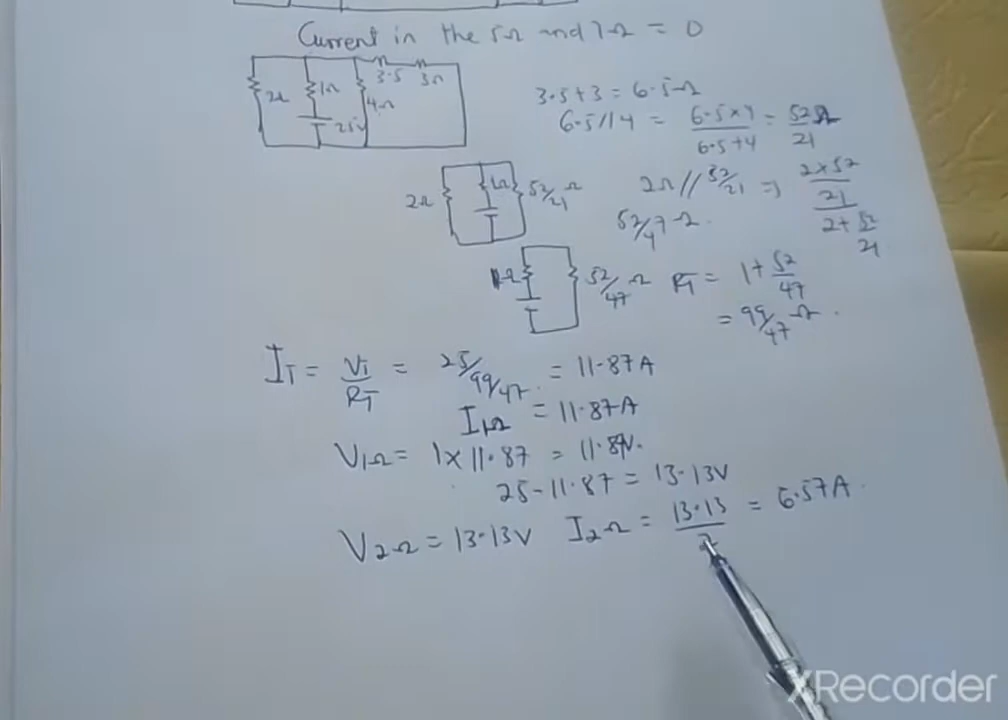 Current in the 5Ω and 7Ω = 0
2Ω 1Ω 25V 4Ω 3.5 3Ω
3.5+3 = 6.5Ω
6.5//4 = 6.5×4/6.5+4 = 52/21 Ω
2Ω 1Ω 52/21 Ω
2Ω // 52/21 ⇒ 2×52/21 / 2+52/21
52/47 Ω.
1Ω 52/47 Ω
RT = 1+52/47
= 99/47 Ω.
IT = VT/RT = 25/99/47 = 11.87A
I1Ω = 11.87A
V1Ω = 1×11.87 = 11.87V.
25-11.87 = 13.13V
V2Ω = 13.13V I2Ω = 13.13/2 = 6.57A.
XRecorder